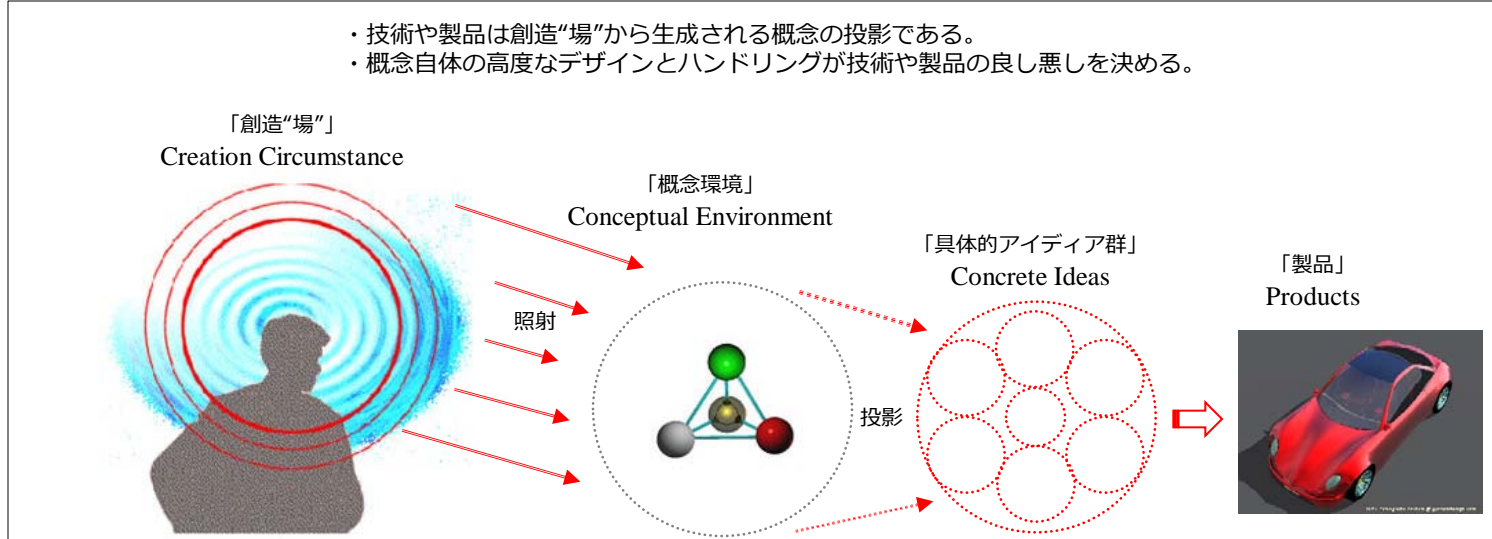 ・技術や製品は創造“場”から生成される概念の投影である。
・概念自体の高度なデザインとハンドリングが技術や製品の良し悪しを決める。
「創造“場”」
Creation Circumstance
「概念環境」
Conceptual Environment
「具体的アイディア群」
Concrete Ideas
「製品」
Products
照射
投影